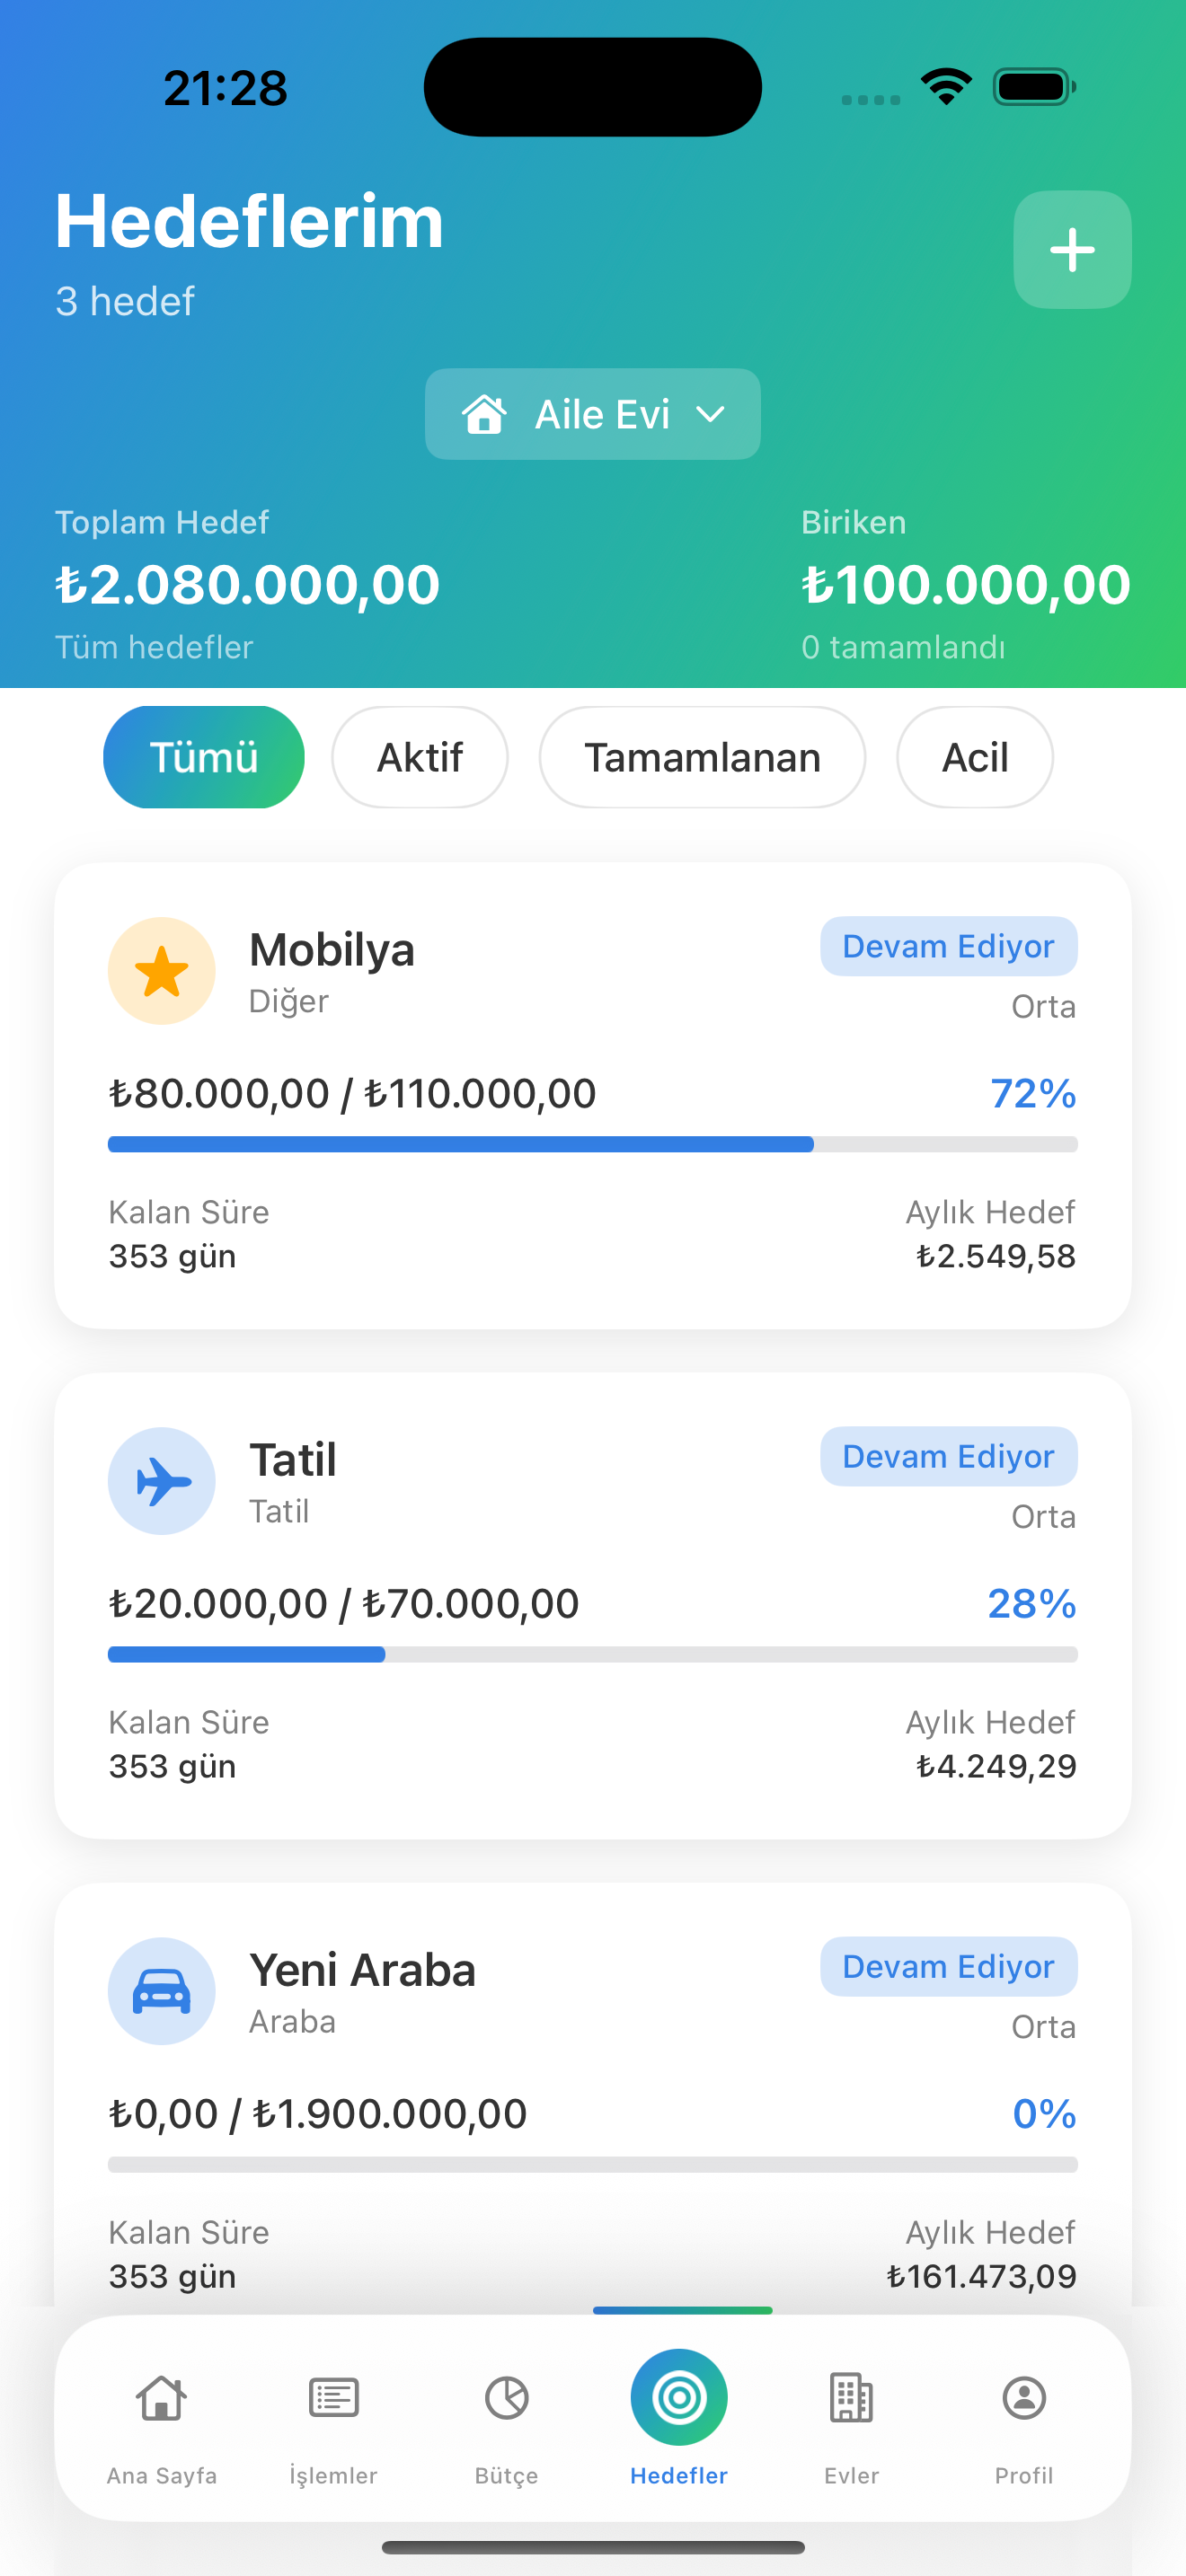 21:28
Hedeflerim
3 hedef
Aile Evi
Toplam Hedef
Biriken
₺2.080.000,00
₺100.000,00
Tüm hedefler
0 tamamlandı
Tümü
Aktif
Tamamlanan
Acil
Mobilya
Devam Ediyor
Diğer
Orta
₺80.000,00 / ₺110.000,00
72%
Kalan Süre
Aylık Hedef
353 gün
₺2.549,58
Tatil
Devam Ediyor
Tatil
Orta
₺20.000,00 / ₺70.000,00
28%
Kalan Süre
Aylık Hedef
353 gün
₺4.249,29
Yeni Araba
Devam Ediyor
Araba
Orta
₺0,00 / ₺1.900.000,00
0%
Kalan Süre
Aylık Hedef
353 gün
₺161.473,09
Ana Sayfa
İşlemler
Bütçe
Hedefler
Evler
Profil